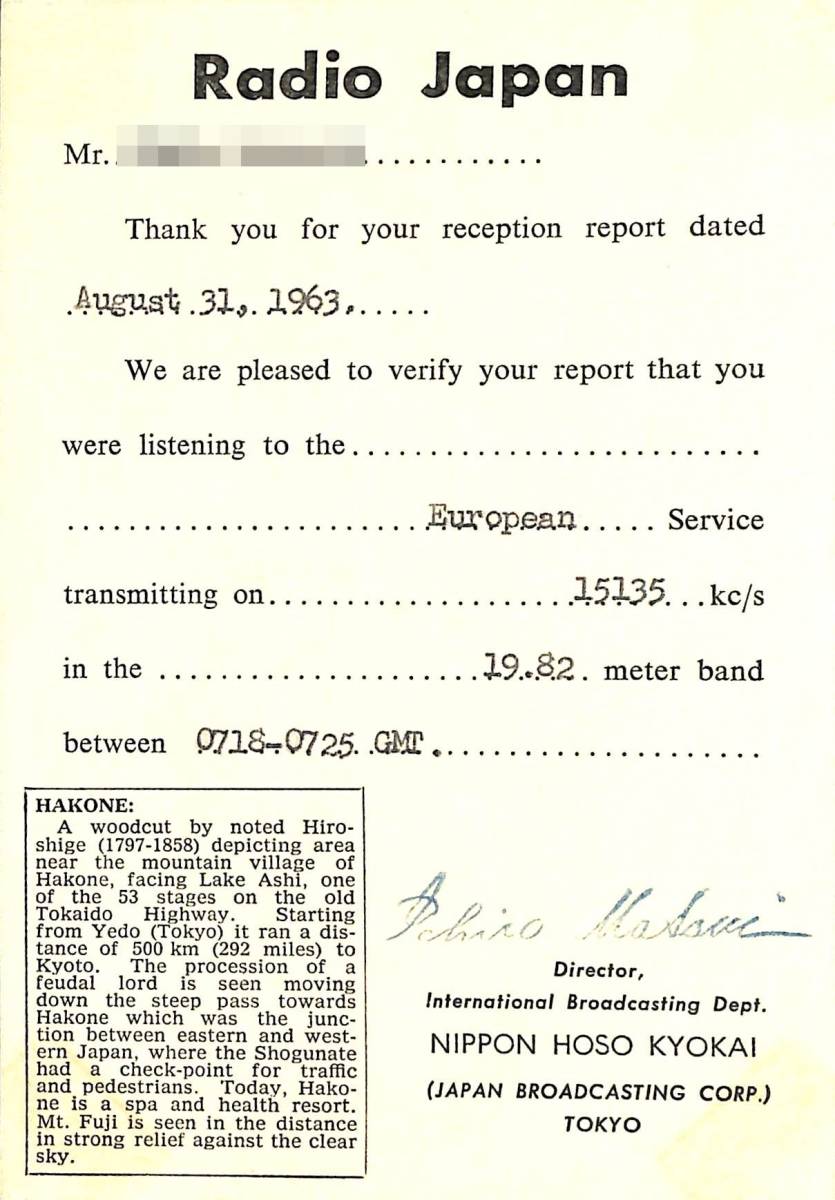 Radio Japan
Mr. ............
Thank you for your reception report dated
.August.31,.1963,.....
We are pleased to verify your report that you
were listening to the...........................
.......................European..... Service
transmitting on....................15135...kc/s
in the .....................19.82. meter band
between 0718-0725 .GMT......................
HAKONE:
A woodcut by noted Hiro-
shige (1797-1858) depicting area
near the mountain village of
Hakone, facing Lake Ashi, one
of the 53 stages on the old
Tokaido Highway. Starting
from Yedo (Tokyo) it ran a dis-
tance of 500 km (292 miles) to
Kyoto. The procession of a
feudal lord is seen moving
down the steep pass towards
Hakone which was the junc-
tion between eastern and west-
ern Japan, where the Shogunate
had a check-point for traffic
and pedestrians. Today, Hako-
ne is a spa and health resort.
Mt. Fuji is seen in the distance
in strong relief against the clear
sky.
Ichiro Matsui
Director,
International Broadcasting Dept.
NIPPON HOSO KYOKAI
(JAPAN BROADCASTING CORP.)
TOKYO